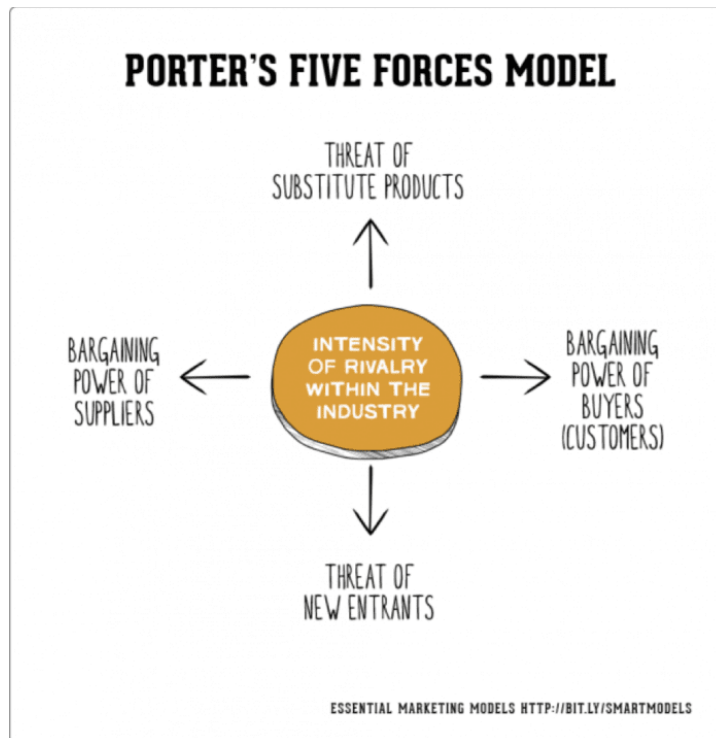 PORTER'S FIVE FORCES MODEL
THREAT OF
SUBSTITUTE PRODUCTS
BARGAINING
POWER OF
SUPPLIERS
INTENSITY
OF RIVALRY
WITHIN THE
INDUSTRY
BARGAINING
POWER OF
BUYERS
(CUSTOMERS)
THREAT OF
NEW ENTRANTS
ESSENTIAL MARKETING MODELS HTTP://BIT.LY/SMARTMODELS